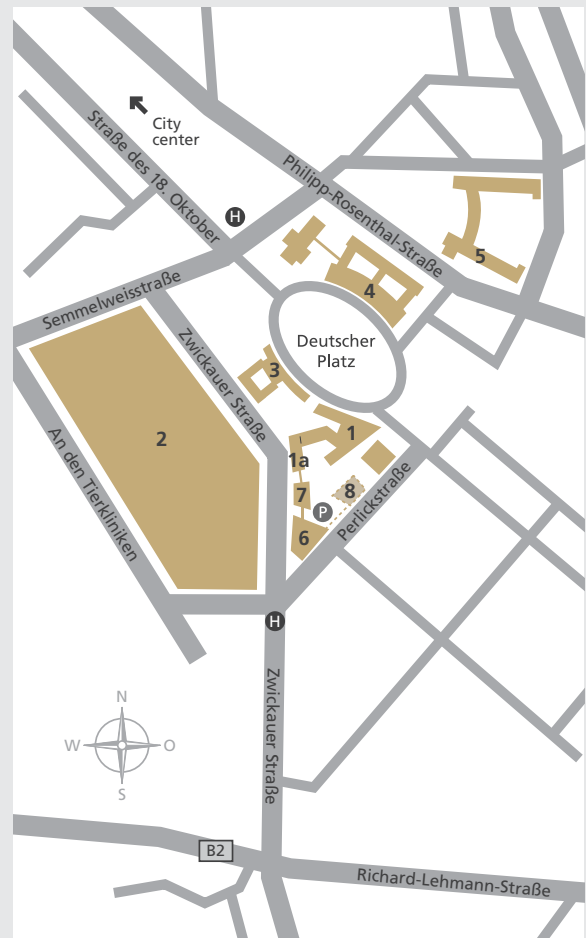 City
center
Straße des 18. Oktober
Philipp-Rosenthal-Straße
H
5
Semmelweisstraße
4
Deutscher
Platz
Zwickauer Straße
3
2
1
1a
An den Tierkliniken
7
8
P
Perlickstraße
6
H
N
W
O
S
Zwickauer Straße
B2
Richard-Lehmann-Straße